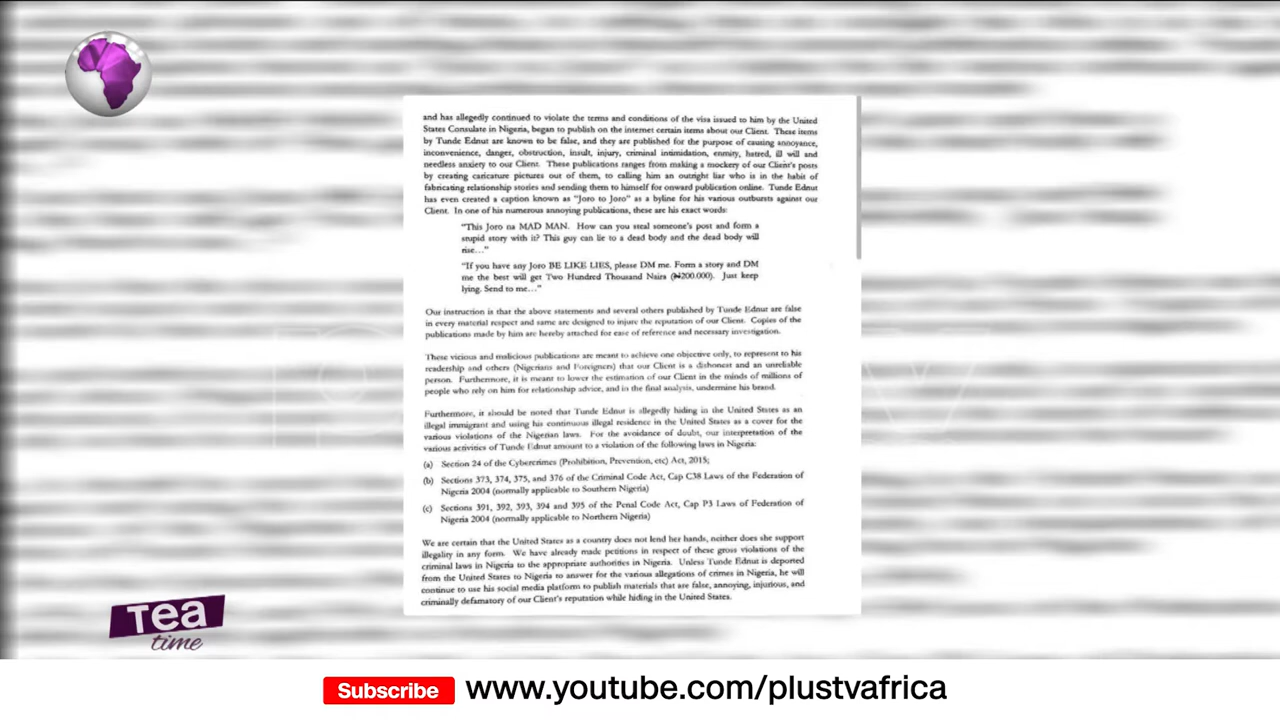 and has allegedly continued to violate the terms and conditions of the visa issued to him by the United
States Consulate in Nigeria, began to publish on the internet certain items about our Client. These items
by Tunde Ednut are known to be false, and they are published for the purpose of causing annoyance,
inconvenience, danger, obstruction, insult, injury, criminal intimidation, enmity, hatred, ill will and
needless anxiety to our Client. These publications ranges from making a mockery of our Client's posts
by creating caricature pictures out of them, to calling him an outright liar who is in the habit of
fabricating relationship stories and sending them to himself for onward publication online. Tunde Ednut
has even created a caption known as "Joro to Joro" as a byline for his various outbursts against our
Client. In one of his numerous annoying publications, these are his exact words:
"This Joro na MAD MAN. How can you steal someone's post and form a
stupid story with it? This guy can lie to a dead body and the dead body will
rise..."
"If you have any Joro BE LIKE LIES, please DM me. Form a story and DM
me the best will get Two Hundred Thousand Naira (₦200.000). Just keep
lying. Send to me..."
Our instruction is that the above statements and several others published by Tunde Ednut are false
in every material respect and same are designed to injure the reputation of our Client. Copies of the
publications made by him are hereby attached for ease of reference and necessary investigation.
These vicious and malicious publications are meant to achieve one objective only, to represent to his
readership and others (Nigerians and Foreigners) that our Client is a dishonest and an unreliable
person. Furthermore, it is meant to lower the estimation of our Client in the minds of millions of
people who rely on him for relationship advice, and in the final analysis, undermine his brand.
Furthermore, it should be noted that Tunde Ednut is allegedly hiding in the United States as an
illegal immigrant and using his continuous illegal residence in the United States as a cover for the
various violations of the Nigerian laws. For the avoidance of doubt, our interpretation of the
various activities of Tunde Ednut amount to a violation of the following laws in Nigeria:
(a) Section 24 of the Cybercrimes (Prohibition, Prevention, etc) Act, 2015;
(b) Sections 373, 374, 375, and 376 of the Criminal Code Act, Cap C38 Laws of the Federation of
Nigeria 2004 (normally applicable to Southern Nigeria)
(c) Sections 391, 392, 393, 394 and 395 of the Penal Code Act, Cap P3 Laws of Federation of
Nigeria 2004 (normally applicable to Northern Nigeria)
We are certain that the United States as a country does not lend her hands, neither does she support
illegality in any form. We have already made petitions in respect of these gross violations of the
criminal laws in Nigeria to the appropriate authorities in Nigeria. Unless Tunde Ednut is deported
from the United States to Nigeria to answer for the various allegations of crimes in Nigeria, he will
continue to use his social media platform to publish materials that are false, annoying, injurious, and
criminally defamatory of our Client's reputation while hiding in the United States.
Tea
time
Subscribe www.youtube.com/plustvafrica